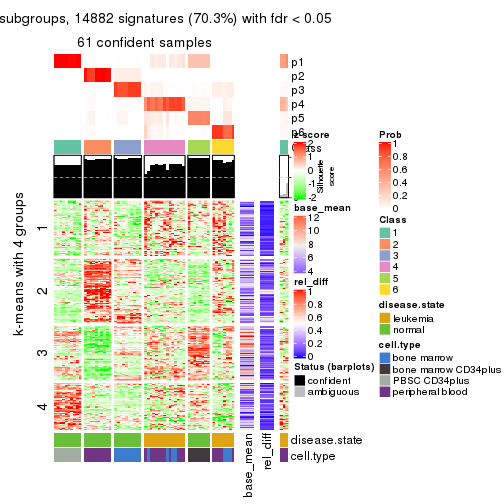 subgroups, 14882 signatures (70.3%) with fdr < 0.05
61 confident samples
p1
p2
p3
p4
p5
p6
Class
Silhouette
score
k-means with 4 groups
1
2
3
4
disease.state
cell.type
base_mean
rel_diff
z-score
2
1
0
-1
-2
base_mean
12
10
8
6
4
rel_diff
1
0.8
0.6
0.4
0.2
0
Status (barplots)
confident
ambiguous
Prob
1
0.8
0.6
0.4
0.2
0
Class
1
2
3
4
5
6
disease.state
leukemia
normal
cell.type
bone marrow
bone marrow CD34plus
PBSC CD34plus
peripheral blood